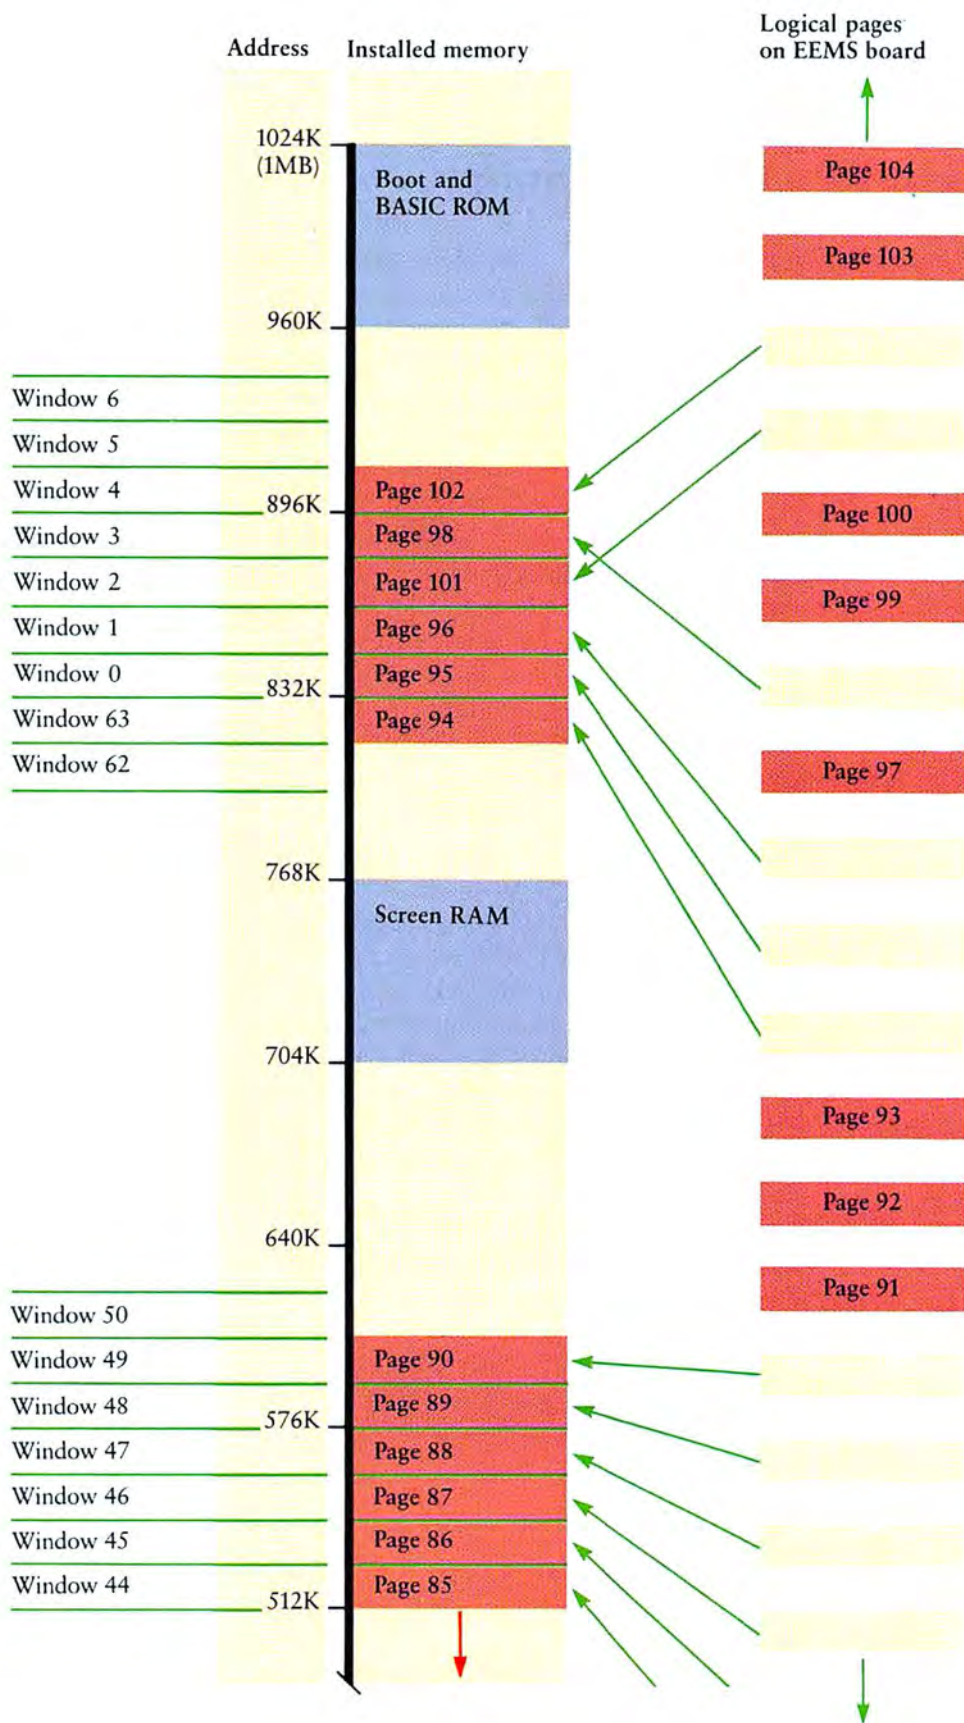 Address
Installed memory
Logical pages
on EEMS board
1024K
(1MB)
Boot and
BASIC ROM
960K
Window 6
Window 5
Window 4
896K
Window 3
Window 2
Window 1
Window 0
832K
Window 63
Window 62
Page 102
Page 98
Page 101
Page 96
Page 95
Page 94
768K
Screen RAM
704K
640K
Window 50
Window 49
Window 48
576K
Window 47
Window 46
Window 45
Window 44
512K
Page 90
Page 89
Page 88
Page 87
Page 86
Page 85
Page 104
Page 103
Page 100
Page 99
Page 97
Page 93
Page 92
Page 91